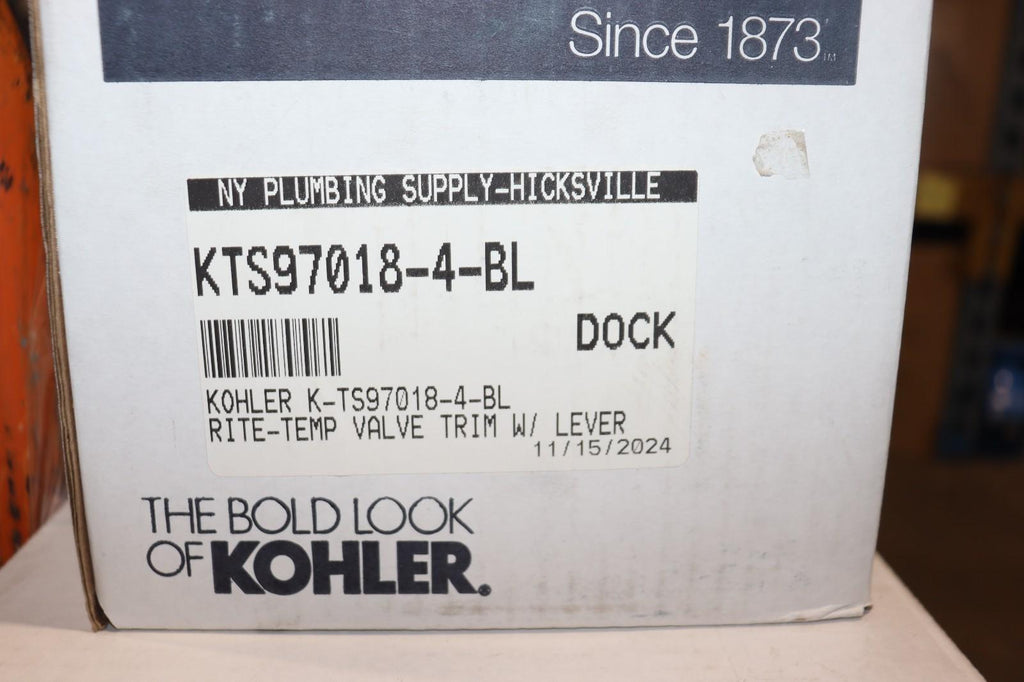 Since 1873™
NY PLUMBING SUPPLY-HICKSVILLE
KTS97018-4-BL
DOCK
KOHLER K-TS97018-4-BL
RITE-TEMP VALVE TRIM W/ LEVER
11/15/2024
THE BOLD LOOK
OF KOHLER.